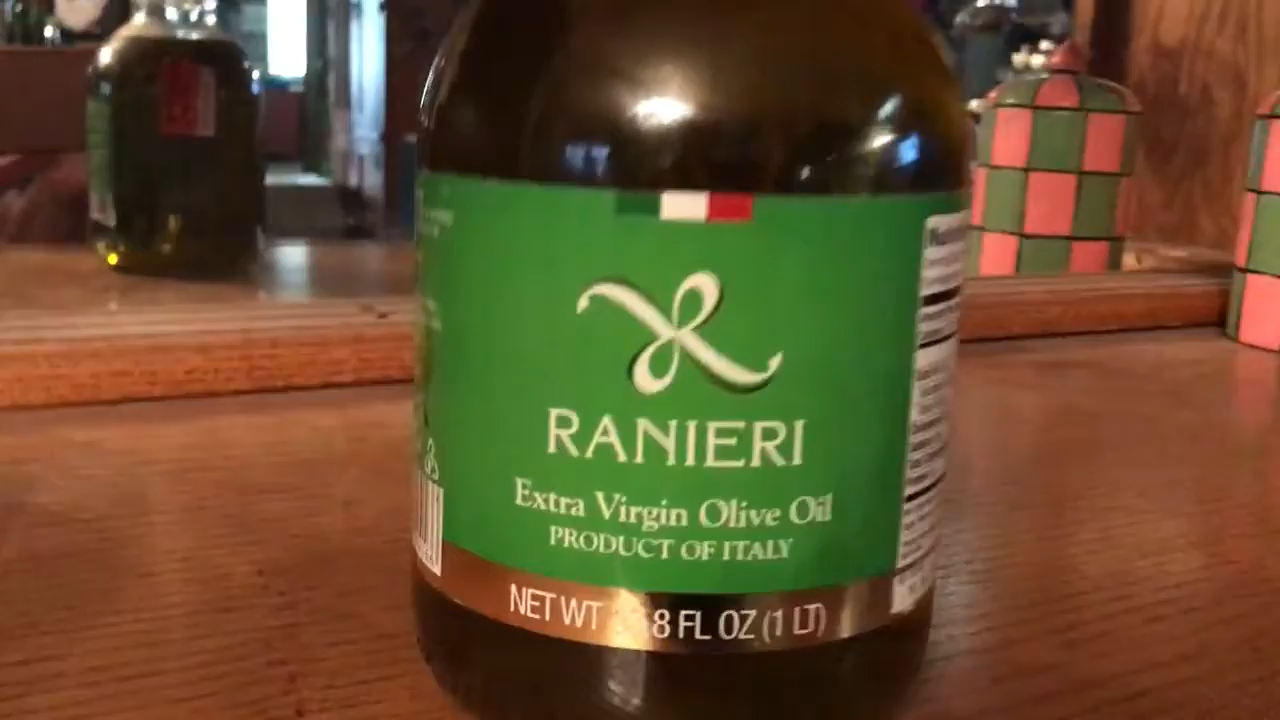 RANIERI
Extra Virgin Olive Oil
PRODUCT OF ITALY
NET WT 8 FL OZ (1 LT)